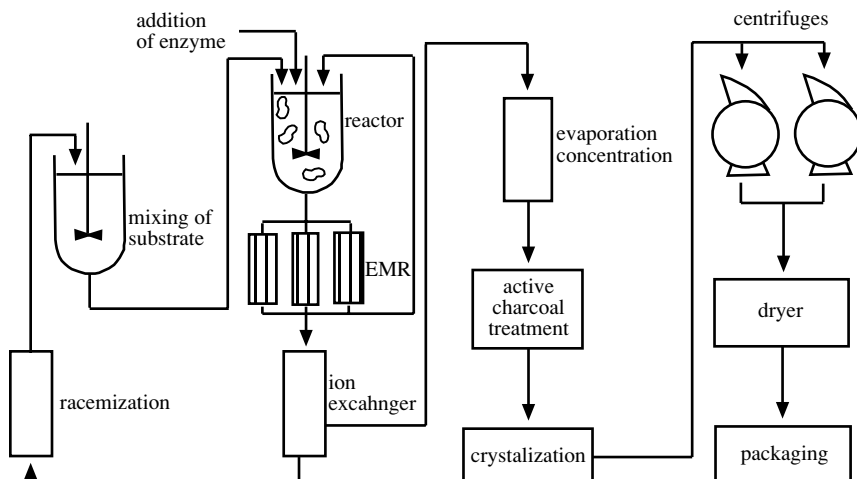 addition
of enzyme
centrifuges
reactor
evaporation
concentration
mixing of
substrate
EMR
active
charcoal
treatment
dryer
racemization
ion
excahnger
crystalization
packaging